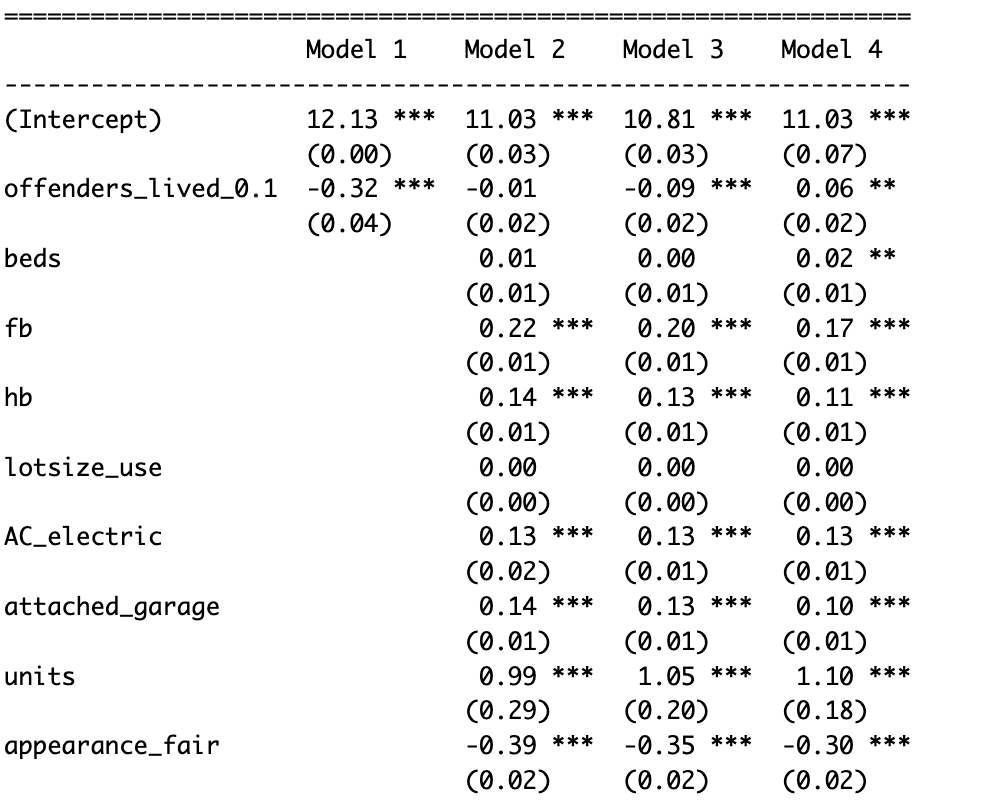 =================================================================
                     Model 1     Model 2     Model 3     Model 4
-----------------------------------------------------------------
(Intercept)          12.13 ***   11.03 ***   10.81 ***   11.03 ***
                     (0.00)      (0.03)      (0.03)      (0.07)
offenders_lived_0.1  -0.32 ***   -0.01       -0.09 ***    0.06 **
                     (0.04)      (0.02)      (0.02)      (0.02)
beds                              0.01        0.00        0.02 **
                                 (0.01)      (0.01)      (0.01)
fb                                0.22 ***    0.20 ***    0.17 ***
                                 (0.01)      (0.01)      (0.01)
hb                                0.14 ***    0.13 ***    0.11 ***
                                 (0.01)      (0.01)      (0.01)
lotsize_use                       0.00        0.00        0.00
                                 (0.00)      (0.00)      (0.00)
AC_electric                       0.13 ***    0.13 ***    0.13 ***
                                 (0.02)      (0.01)      (0.01)
attached_garage                   0.14 ***    0.13 ***    0.10 ***
                                 (0.01)      (0.01)      (0.01)
units                             0.99 ***    1.05 ***    1.10 ***
                                 (0.29)      (0.20)      (0.18)
appearance_fair                  -0.39 ***   -0.35 ***   -0.30 ***
                                 (0.02)      (0.02)      (0.02)